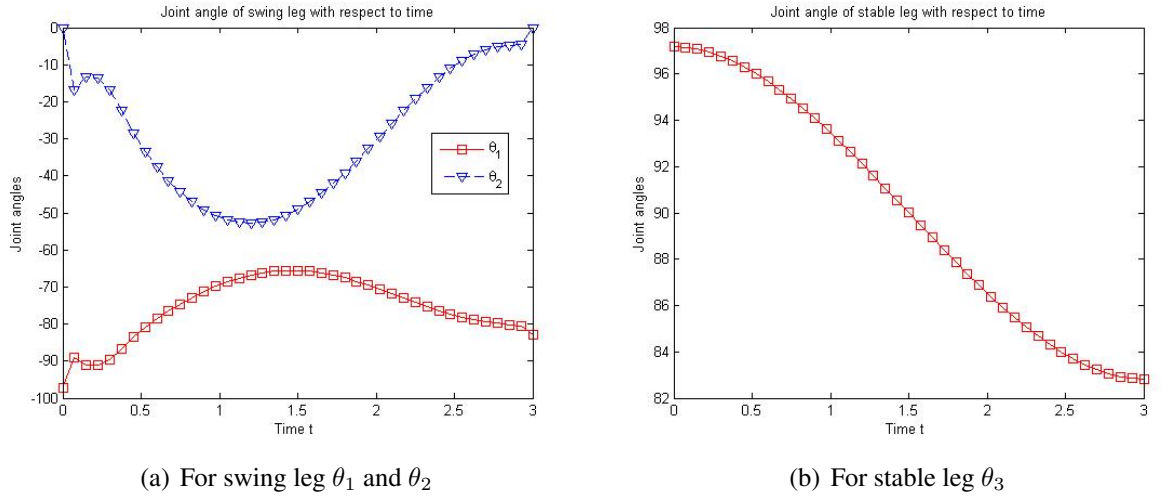 Joint angle of swing leg with respect to time
0
-10
-20
-30
-40
-50
-60
-70
-80
-90
-100
Joint angles
θ1
θ2
0 0.5 1 1.5 2 2.5 3
Time t
(a) For swing leg θ1 and θ2
Joint angle of stable leg with respect to time
98
96
94
92
90
88
86
84
82
Joint angles
0 0.5 1 1.5 2 2.5 3
Time t
(b) For stable leg θ3